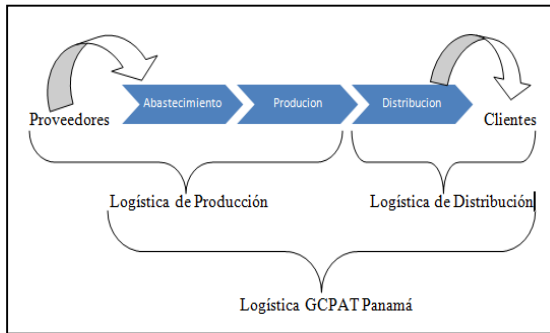 Abastecimiento
Producion
Distribucion
Proveedores
Clientes
Logística de Producción
Logística de Distribución
Logística GCPAT Panamá